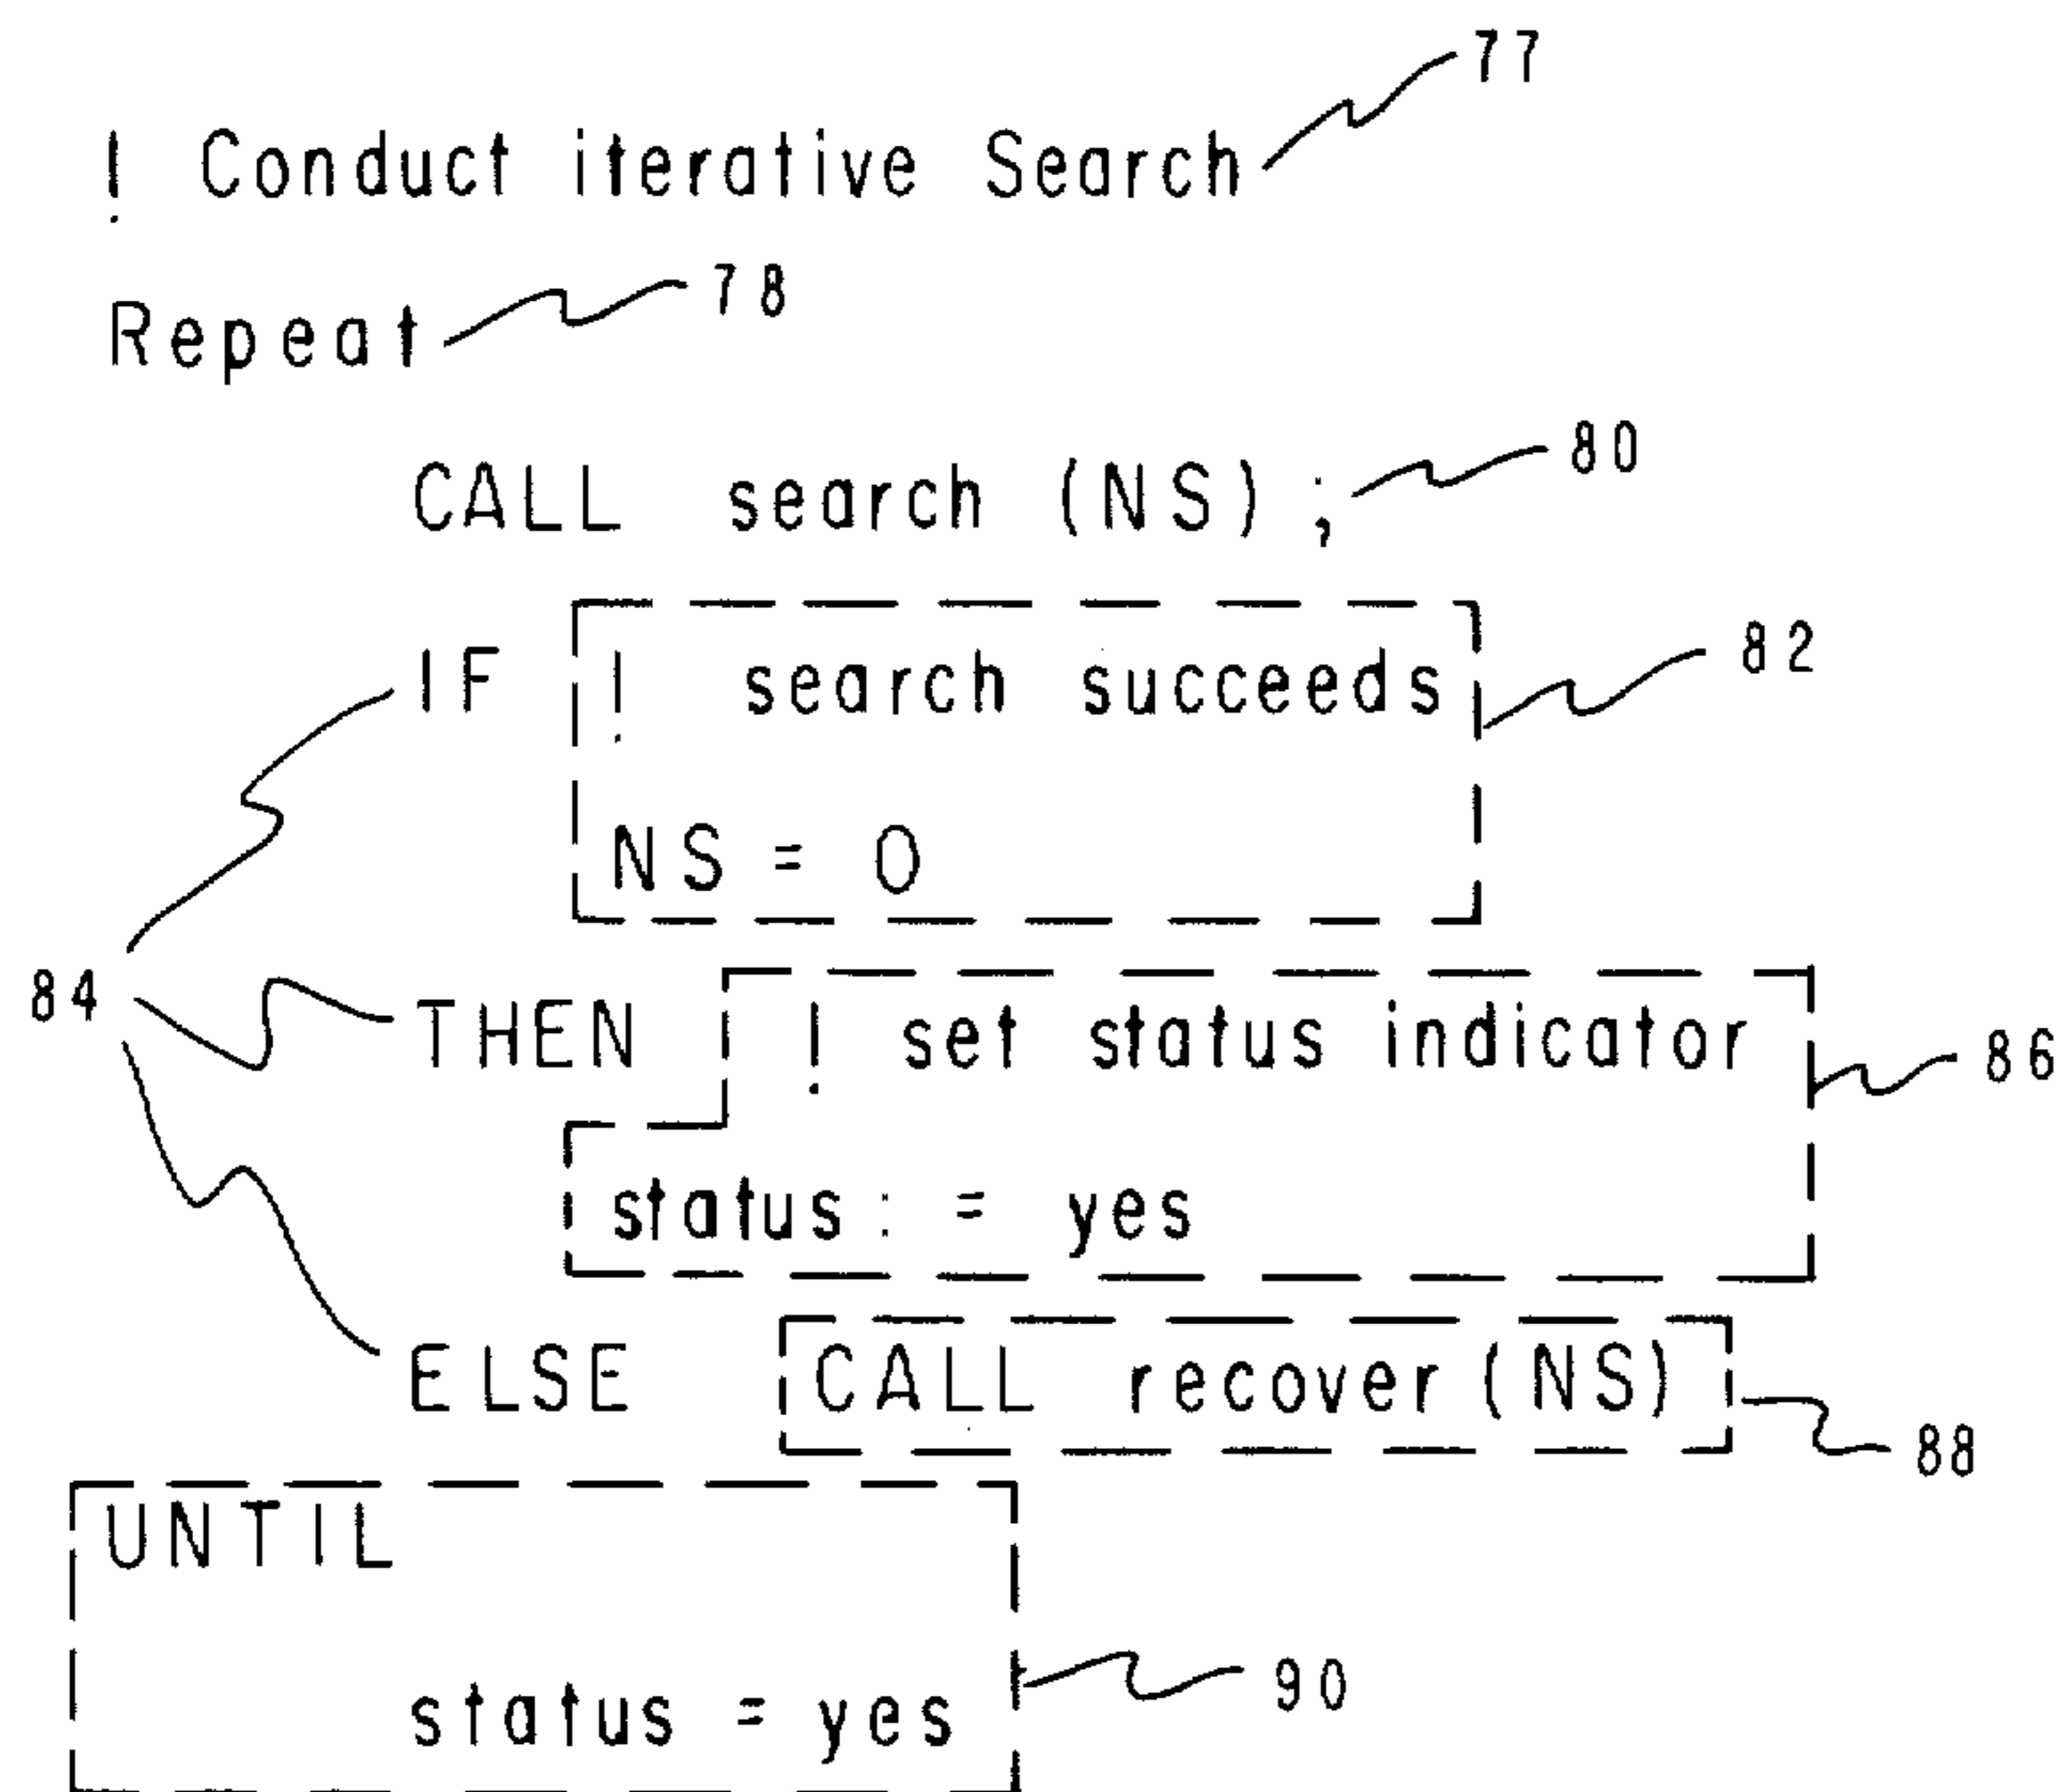 77
! Conduct iterative Search
78
Repeat
80
CALL search (NS) ;
82
IF ! search succeeds
NS = 0
84
THEN ! set status indicator
86
status : = yes
ELSE CALL recover (NS)
88
UNTIL
90
status = yes